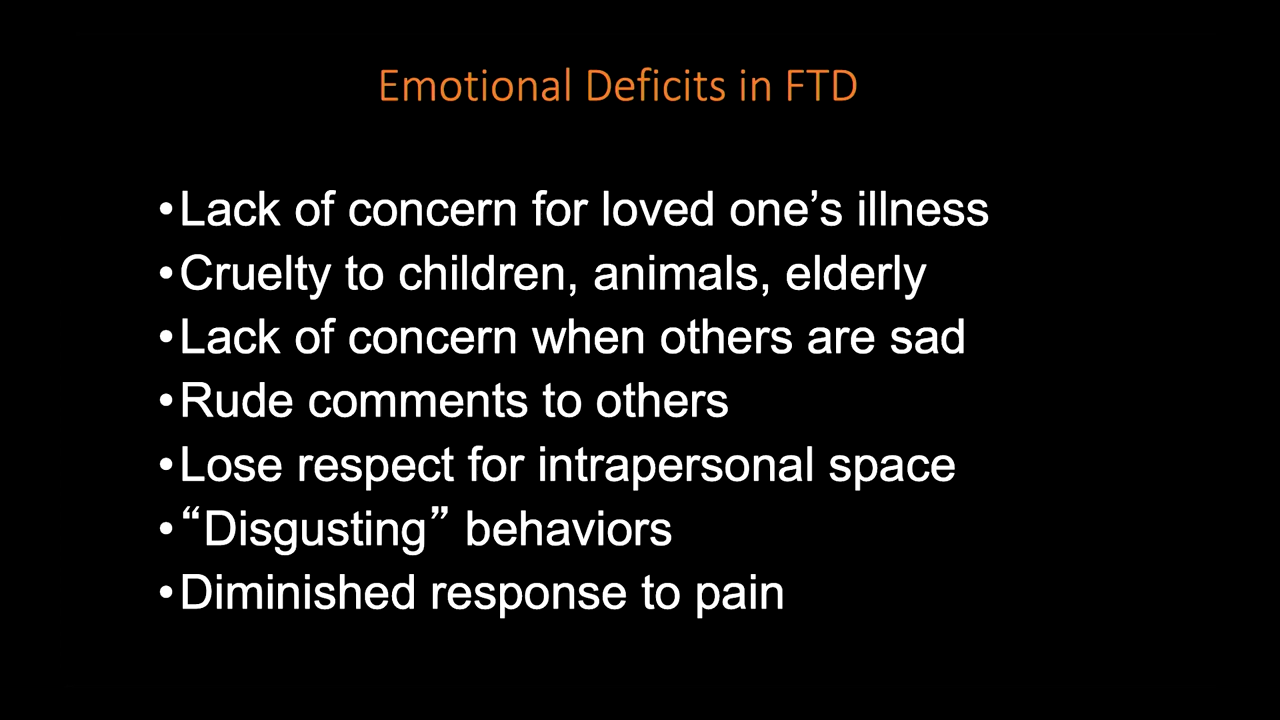 Emotional Deficits in FTD
•Lack of concern for loved one’s illness
•Cruelty to children, animals, elderly
•Lack of concern when others are sad
•Rude comments to others
•Lose respect for intrapersonal space
•“Disgusting” behaviors
•Diminished response to pain